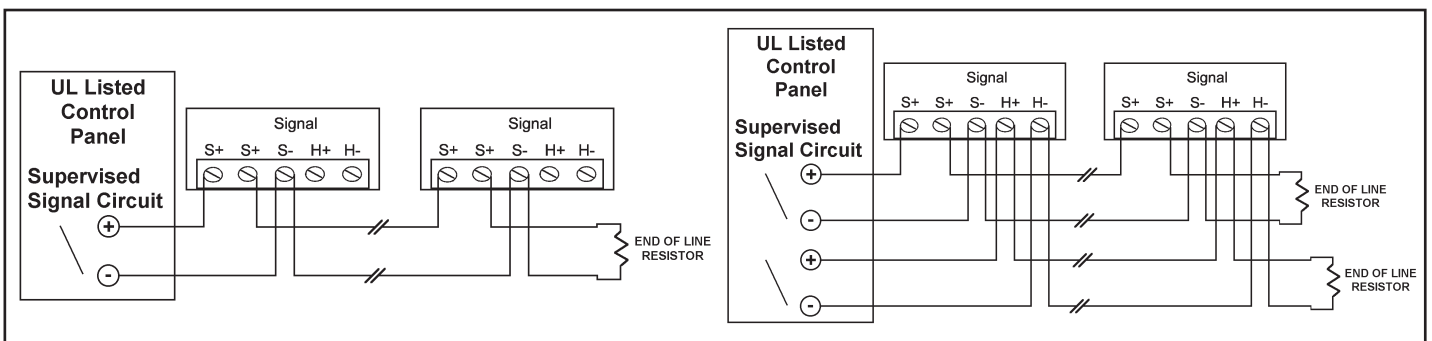 UL Listed
Control
Panel
Supervised
Signal Circuit
+
-
Signal
S+ S+ S- H+ H-
Signal
S+ S+ S- H+ H-
END OF LINE
RESISTOR
UL Listed
Control
Panel
Supervised
Signal Circuit
+
-
+
-
Signal
S+ S+ S- H+ H-
Signal
S+ S+ S- H+ H-
END OF LINE
RESISTOR
END OF LINE
RESISTOR